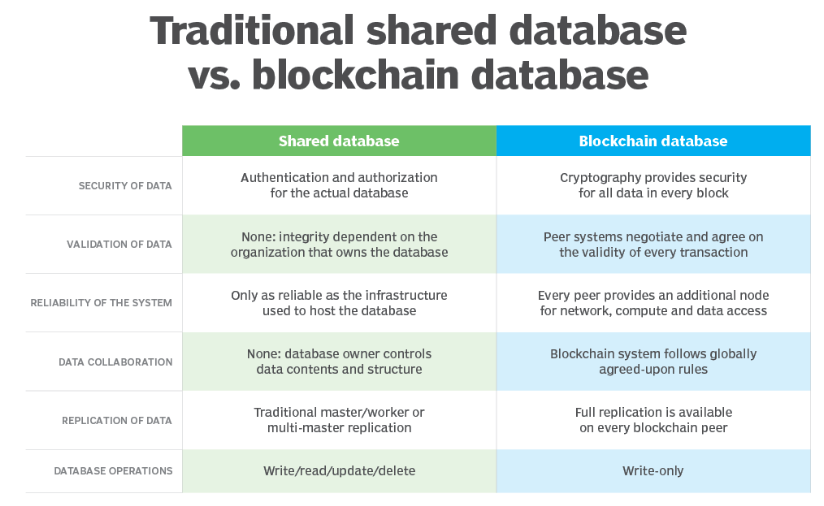 Traditional shared database
vs. blockchain database
Shared database
Blockchain database
SECURITY OF DATA
Authentication and authorization
for the actual database
Cryptography provides security
for all data in every block
VALIDATION OF DATA
None: integrity dependent on the
organization that owns the database
Peer systems negotiate and agree on
the validity of every transaction
RELIABILITY OF THE SYSTEM
Only as reliable as the infrastructure
used to host the database
Every peer provides an additional node
for network, compute and data access
DATA COLLABORATION
None: database owner controls
data contents and structure
Blockchain system follows globally
agreed-upon rules
REPLICATION OF DATA
Traditional master/worker or
multi-master replication
Full replication is available
on every blockchain peer
DATABASE OPERATIONS
Write/read/update/delete
Write-only